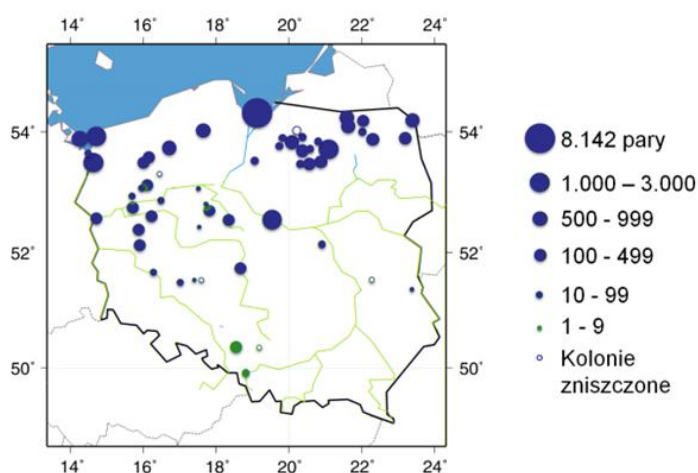 14° 16° 18° 20° 22° 24°
54° 54°
8.142 pary
1.000 – 3.000
500 - 999
52° 52°
100 - 499
10 - 99
1 - 9
50° 50°
Kolonie
zniszczone
14° 16° 18° 20° 22° 24°